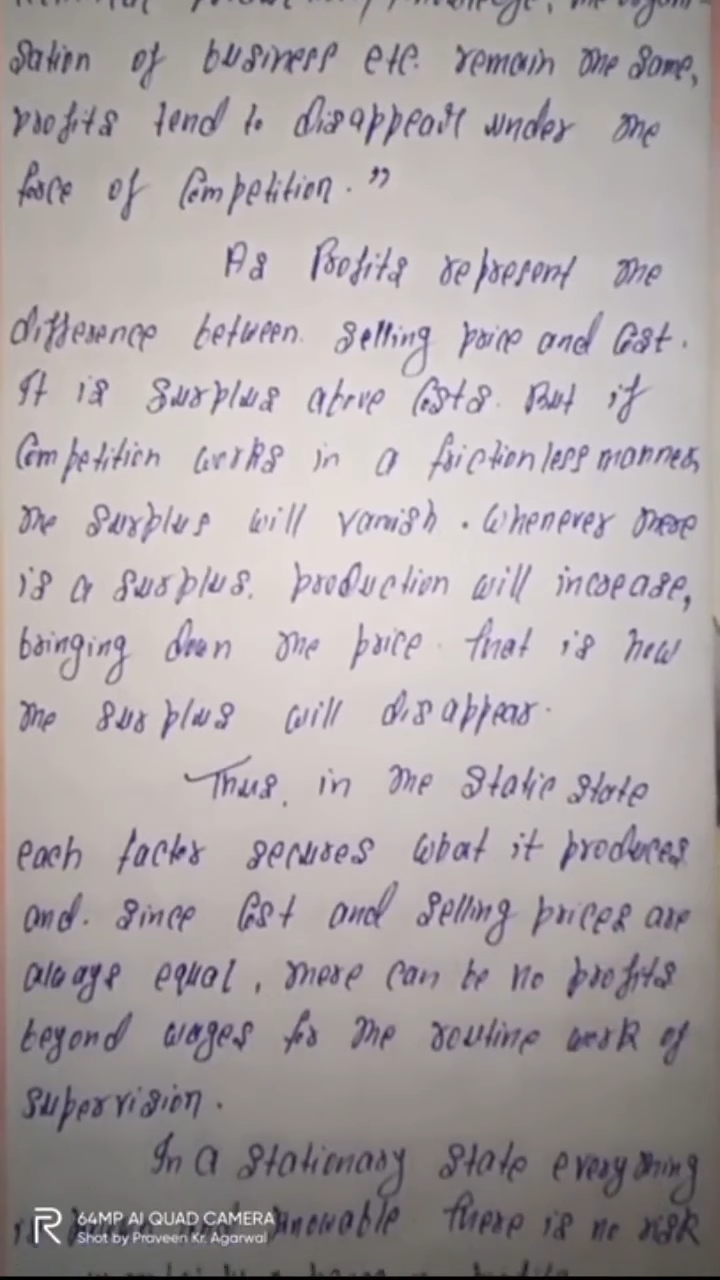 knowledge, the organi-
sation of business etc. remain the same,
profits tend to disappear under the
force of Competition."
As Profits represent the
difference between selling price and Cost.
It is surplus above Costs. But if
Competition works in a frictionless manner,
the surplus will vanish. Whenever there
is a surplus, production will increase,
bringing down the price. that is how
the surplus will disappear.
Thus, in the static state
each factor secures what it produces
and. since Cost and selling prices are
always equal, there can be no profits
beyond wages for the routine work of
supervision.
In a stationary state everything
knowable there is no risk
64MP AI QUAD CAMERA
Shot by Praveen Kr. Agarwal